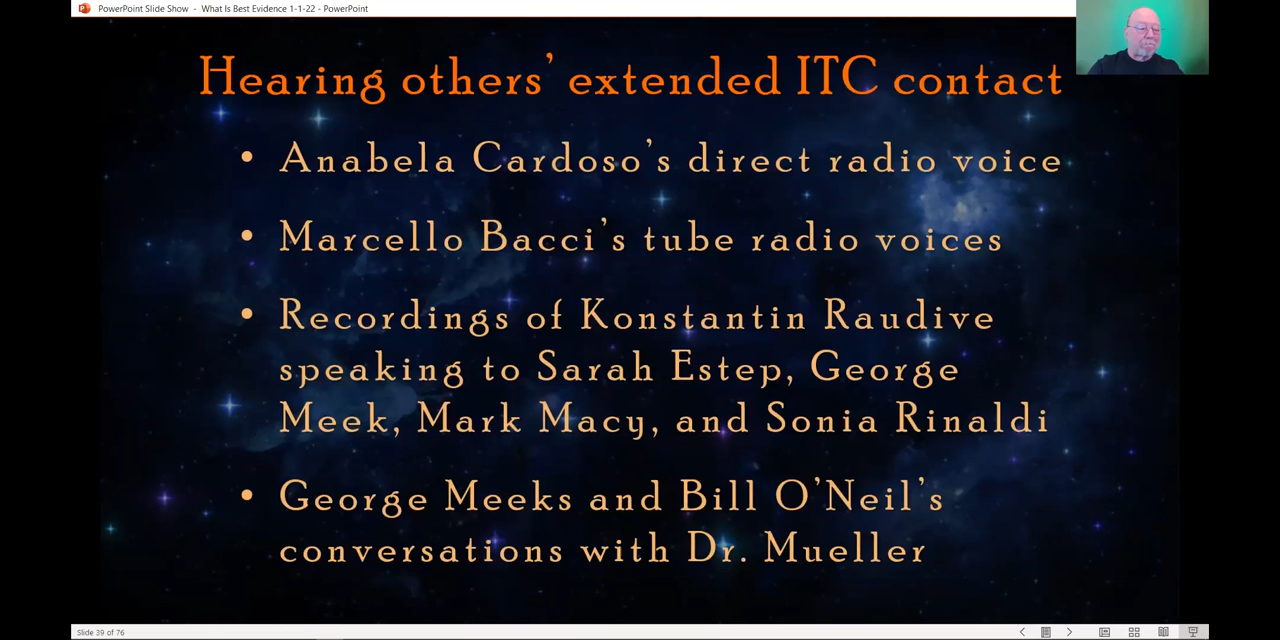 PowerPoint Slide Show - What Is Best Evidence 1-1-22 - PowerPoint
Hearing others' extended ITC contact
• Anabela Cardoso's direct radio voice
• Marcello Bacci's tube radio voices
• Recordings of Konstantin Raudive
speaking to Sarah Estep, George
Meek, Mark Macy, and Sonia Rinaldi
• George Meeks and Bill O'Neil's
conversations with Dr. Mueller
Slide 39 of 76